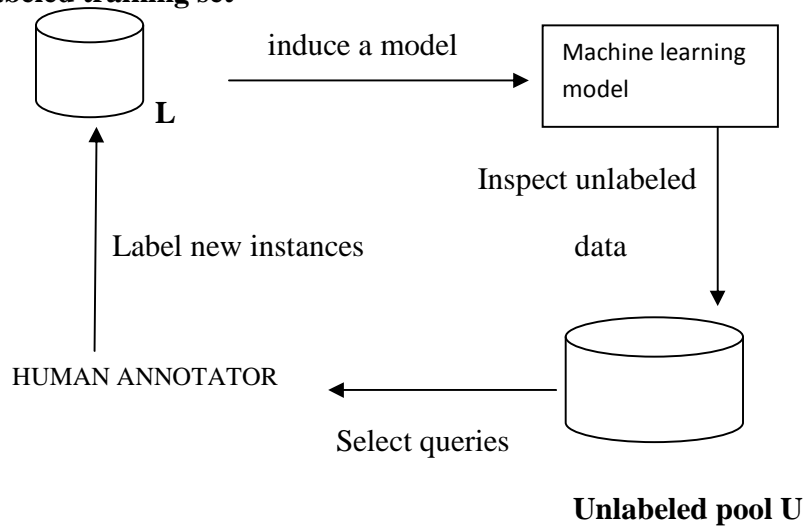 training set
induce a model
Machine learning
model
L
Inspect unlabeled
Label new instances
data
HUMAN ANNOTATOR
Select queries
Unlabeled pool U